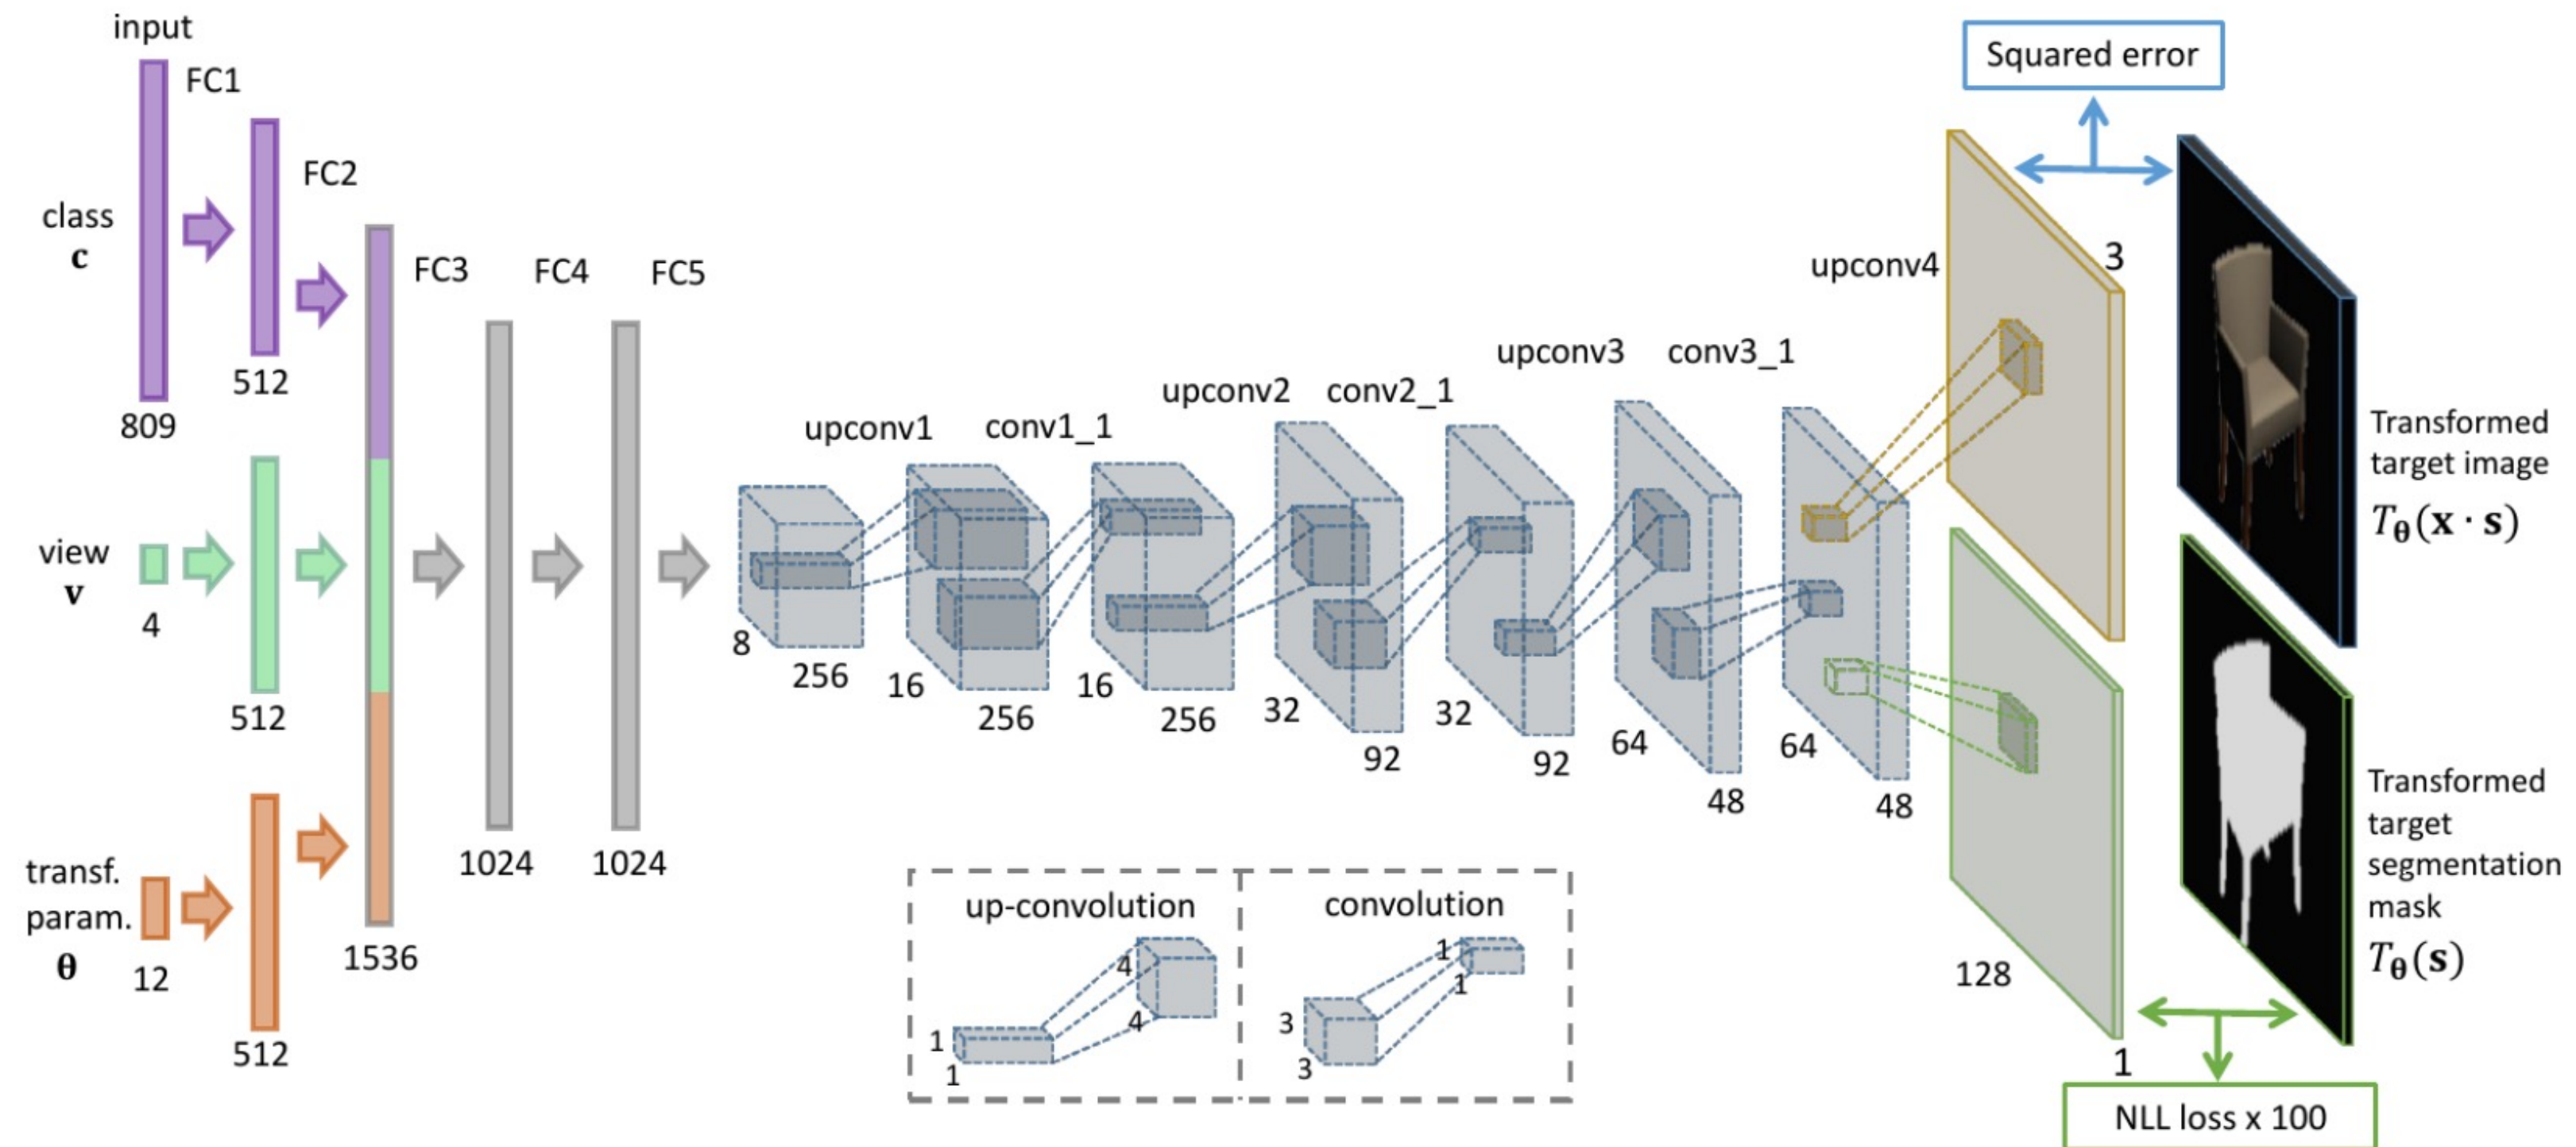 input
FC1
FC2
class
c
809
512
FC3
FC4
FC5
view
v
4
512
transf.
param.
θ
12
512
1536
1024
1024
upconv1
conv1_1
upconv2
conv2_1
upconv3
conv3_1
upconv4
8
256
16
256
16
256
32
92
32
92
64
48
64
48
3
128
1
Squared error
Transformed
target image
T_θ(x · s)
Transformed
target
segmentation
mask
T_θ(s)
NLL loss x 100
up-convolution
1
1
4
4
convolution
3
3
1
1